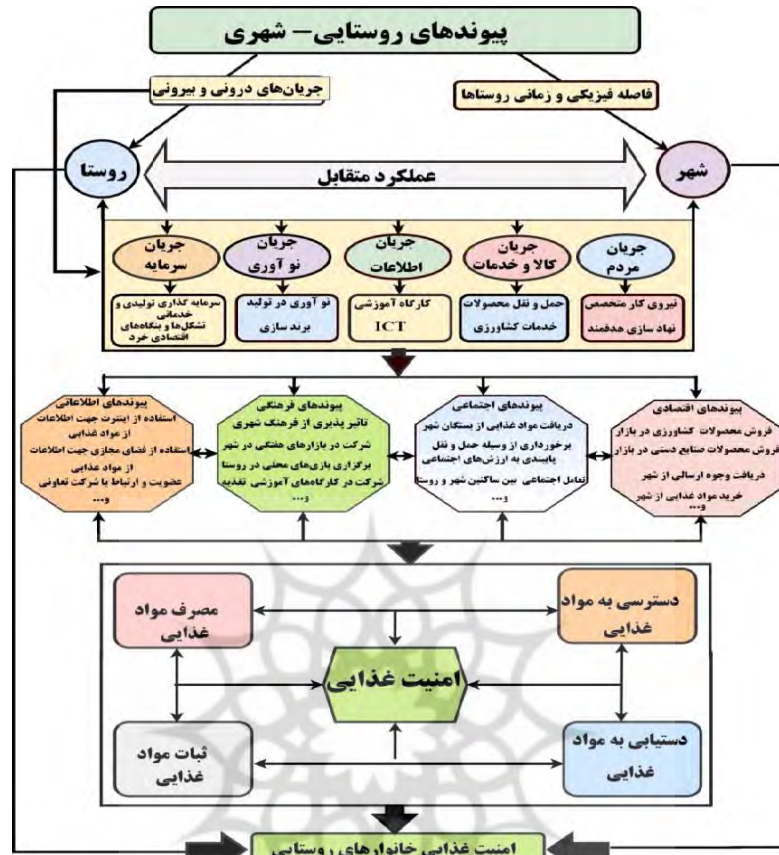 پیوندهای روستایی – شهری
فاصله فیزیکی و زمانی روستاها
جریان‌های درونی و بیرونی
شهر
عملکرد متقابل
روستا
جریان
مردم
جریان
کالا و خدمات
جریان
اطلاعات
جریان
نو آوری
جریان
سرمایه
نیروی کار متخصص
نهاد سازی هدفمند
حمل و نقل محصولات
خدمات کشاورزی
کارگاه آموزشی
ICT
نو آوری در تولید
برند سازی
سرمایه گذاری تولیدی و
خدماتی
تشکل‌ها و بنگاه‌های
اقتصادی خرد
پیوندهای اقتصادی
فروش محصولات کشاورزی در بازار
فروش محصولات صنایع دستی در بازار
دریافت وجوه ارسالی از شهر
خرید مواد غذایی از شهر
و...
پیوندهای اجتماعی
دریافت مواد غذایی از بستگان شهر
برخورداری از وسیله حمل و نقل
پایبندی به ارزش‌های اجتماعی
تعامل اجتماعی بین ساکنین شهر و روستا
و...
پیوندهای فرهنگی
تاثیر پذیری از فرهنگ شهری
شرکت در بازارهای هفتگی در شهر
برگزاری بازی‌های محلی در روستا
شرکت در کارگاه‌های آموزشی تغذیه
و...
پیوندهای اطلاعاتی
استفاده از اینترنت جهت اطلاعات
از مواد غذایی
استفاده از فضای مجازی جهت اطلاعات
از مواد غذایی
عضویت و ارتباط با شرکت تعاونی
و...
دسترسی به مواد
غذایی
مصرف مواد
غذایی
امنیت غذایی
دستیابی به مواد
غذایی
ثبات مواد
غذایی
امنیت غذایی خانوارهای روستایی